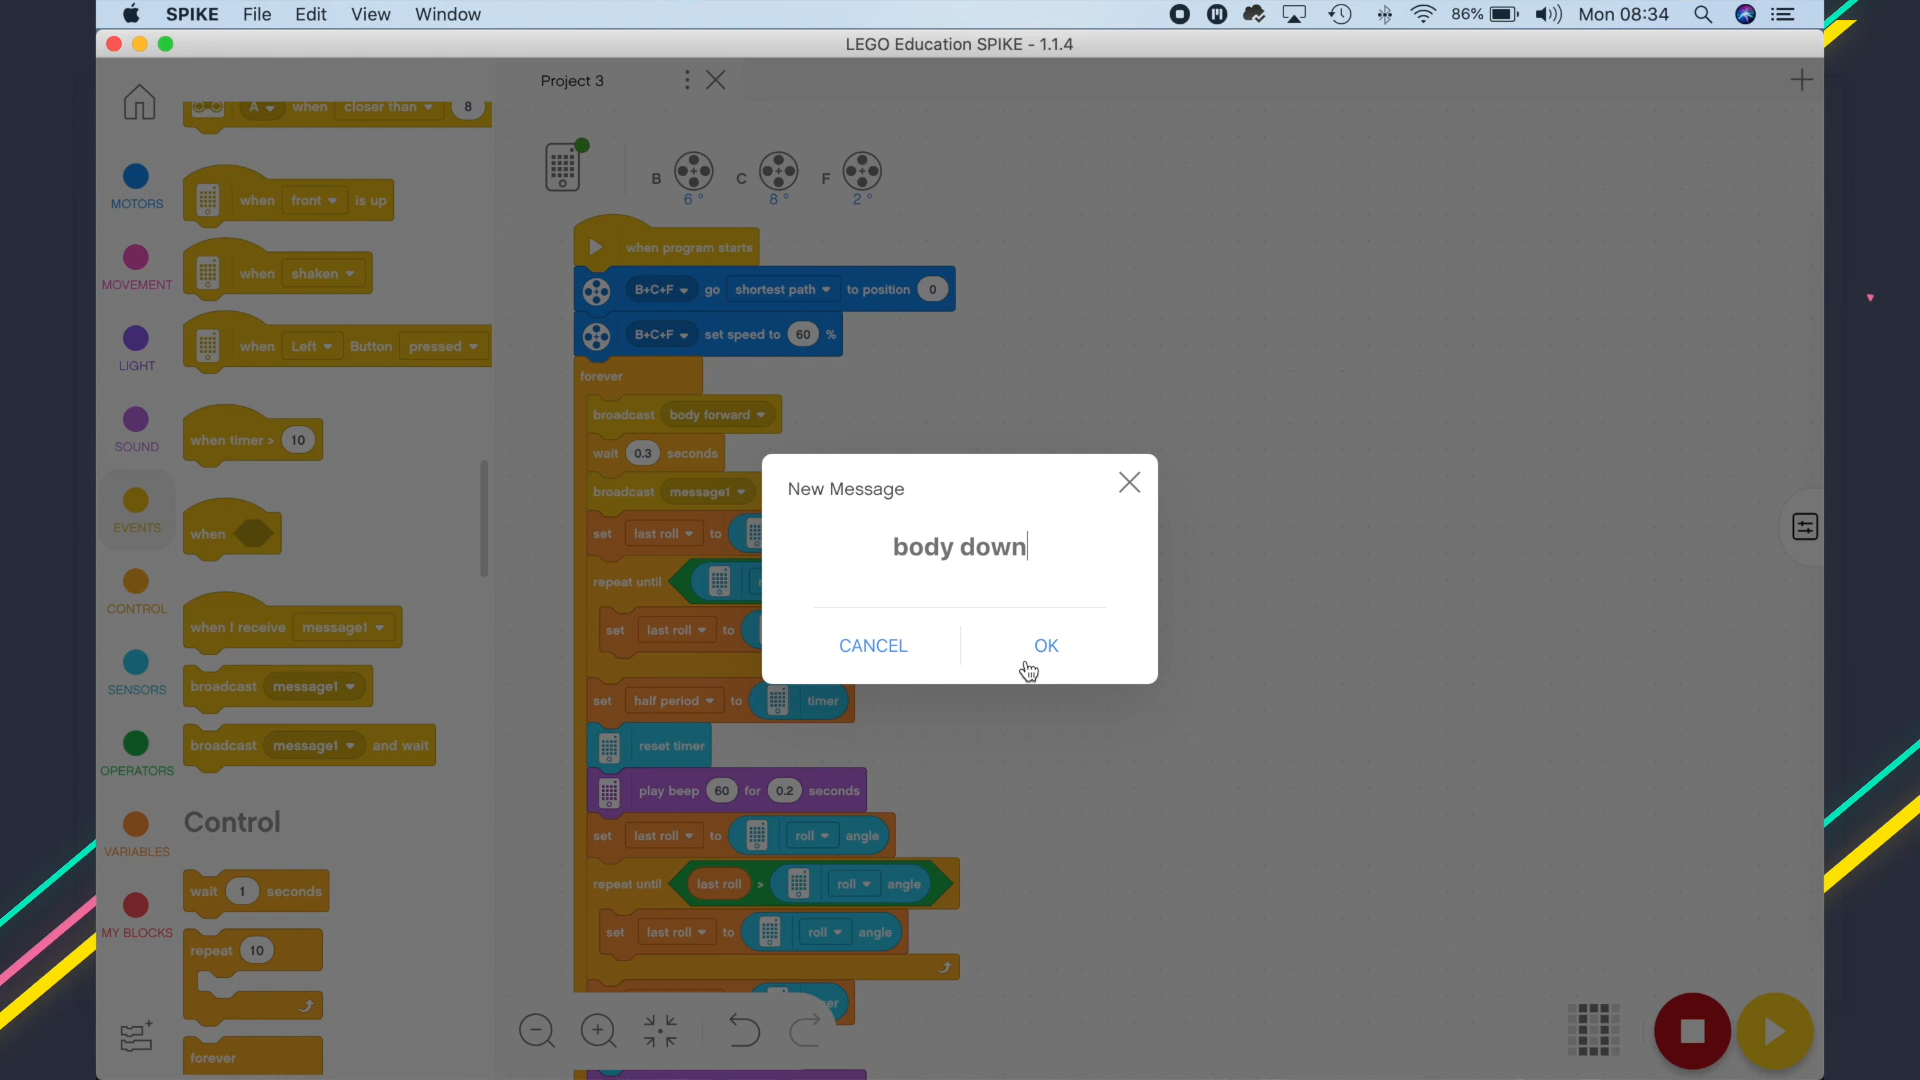 SPIKE File Edit View Window 86% Mon 08:34
LEGO Education SPIKE - 1.1.4
Project 3
A when closer than 8
MOTORS
when front is up
B C F
6° 8° 2°
MOVEMENT
when shaken
when program starts
B+C+F go shortest path to position 0
LIGHT
when Left Button pressed
B+C+F set speed to 60 %
forever
SOUND
when timer > 10
broadcast body forward
wait 0.3 seconds
broadcast message1
EVENTS
when
set last roll to
repeat until
set last roll to
New Message
body down
CANCEL OK
CONTROL
when I receive message1
SENSORS
broadcast message1
set half period to timer
OPERATORS
broadcast message1 and wait
reset timer
play beep 60 for 0.2 seconds
Control
VARIABLES
set last roll to roll angle
wait 1 seconds
repeat until last roll > roll angle
MY BLOCKS
set last roll to roll angle
repeat 10
forever